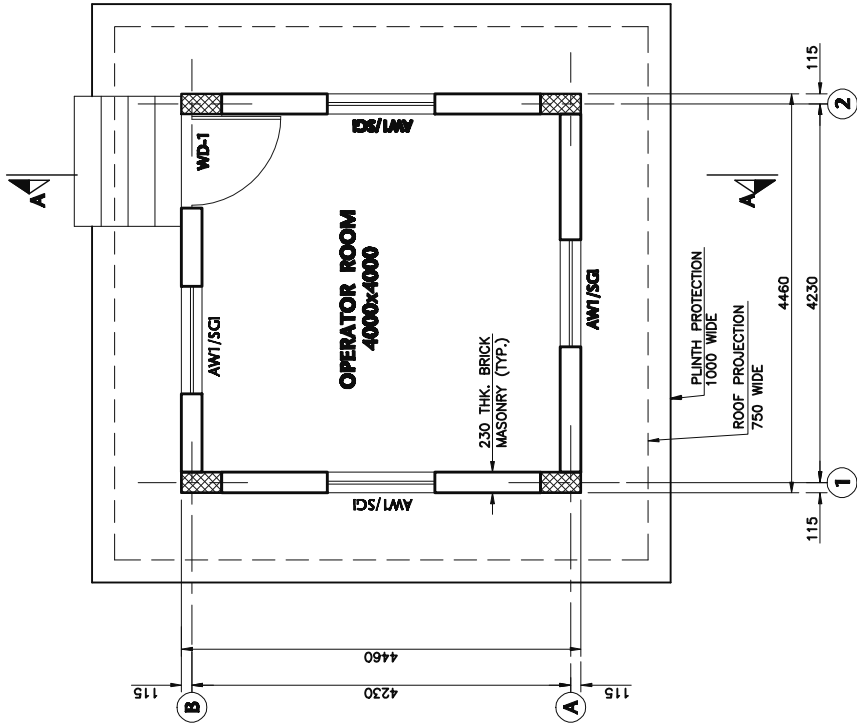 A
A
WD-1
AW1/SGI
AW1/SGI
AW1/SGI
AW1/SGI
OPERATOR ROOM
4000x4000
230 THK. BRICK
MASONRY (TYP.)
PLINTH PROTECTION
1000 WIDE
ROOF PROJECTION
750 WIDE
115
4460
4230
115
1
2
115
4460
4230
115
B
A